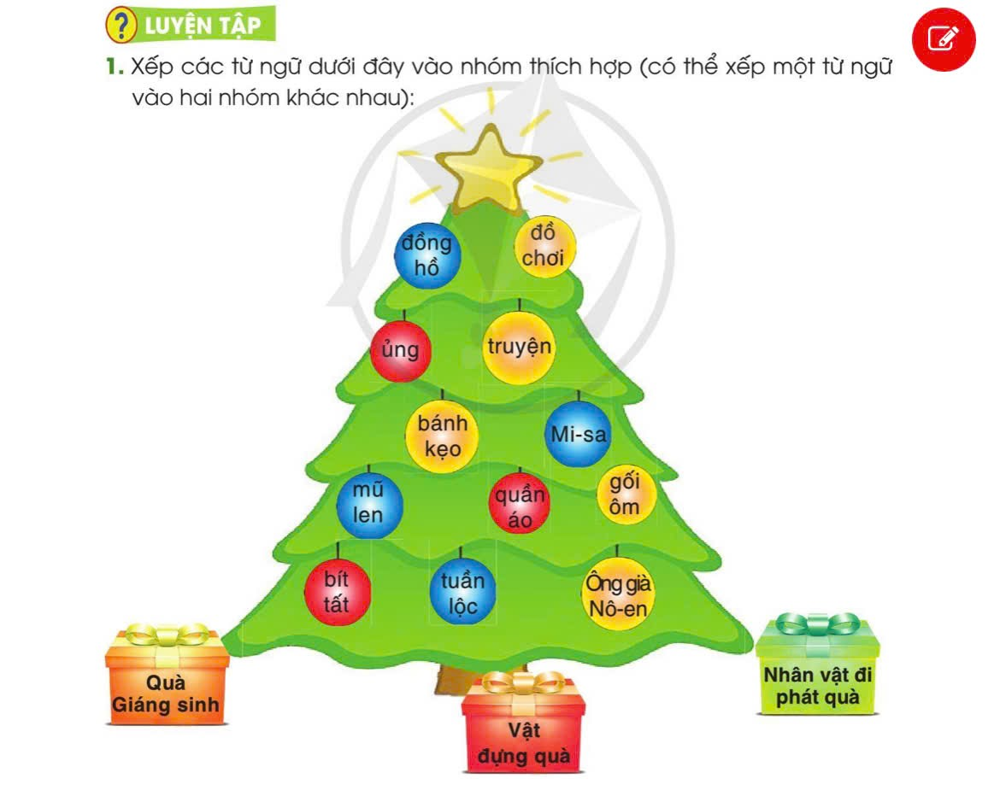 ? LUYỆN TẬP
1. Xếp các từ ngữ dưới đây vào nhóm thích hợp (có thể xếp một từ ngữ
vào hai nhóm khác nhau):
đồng
hồ
đồ
chơi
ủng
truyện
bánh
kẹo
Mi-sa
mũ
len
quần
áo
gối
ôm
bít
tất
tuần
lộc
Ông già
Nô-en
Quà
Giáng sinh
Vật
đựng quà
Nhân vật đi
phát quà